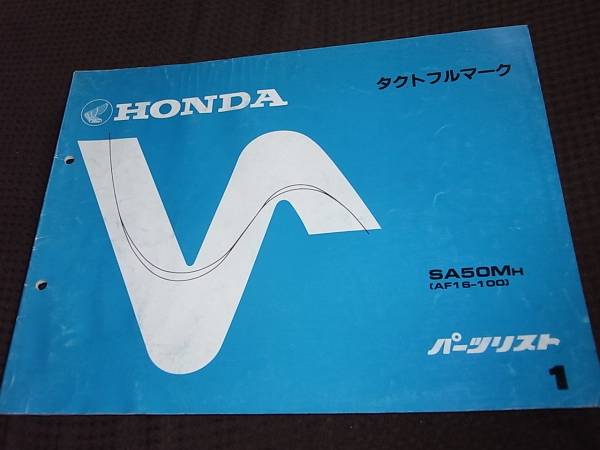 HONDA
タクトフルマーク
SA50MH
(AF16-100)
パーツリスト
1